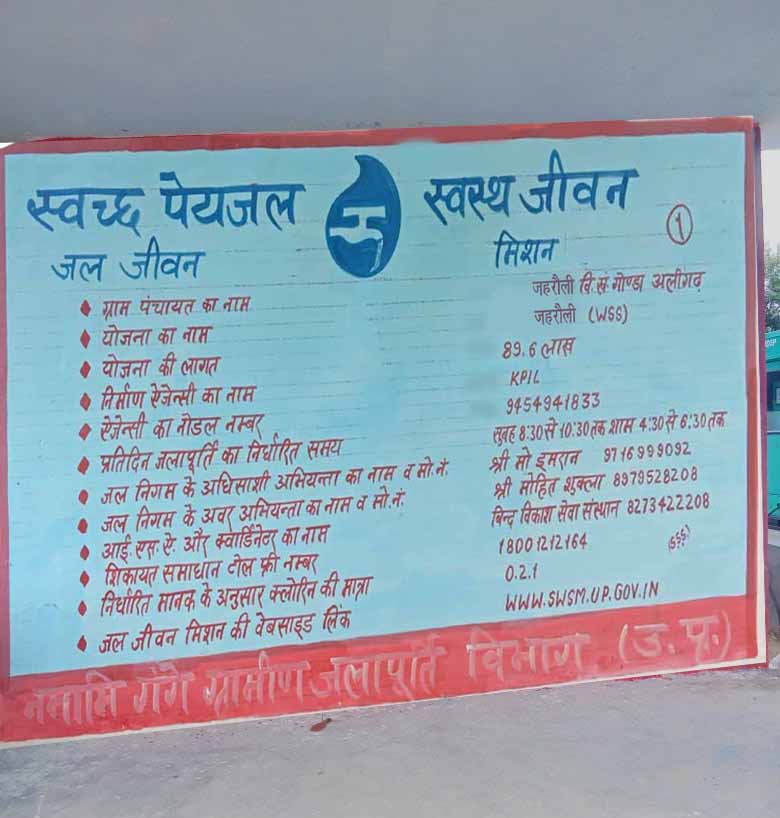 स्वच्छ पेयजल स्वस्थ जीवन
जल जीवन मिशन १
♦ ग्राम पंचायत का नाम जहरौली वि.सं. गोण्डा अलीगढ़
♦ योजना का नाम जहरौली (WSS)
♦ योजना की लागत 89.6 लाख
♦ निर्माण ऐजेन्सी का नाम KPIL
♦ ऐजेन्सी का नोडल नम्बर 9454941833
♦ प्रतिदिन जलापूर्ति का निर्धारित समय सुबह 8:30 से 10:30 तक शाम 4:30 से 6:30 तक
♦ जल निगम के अधिसाशी अभियन्ता का नाम व मो.नं. श्री मो इमरान 9716999092
♦ जल निगम के अवर अभियन्ता का नाम व मो.नं. श्री मोहित शुक्ला 8979528208
♦ आई.एस.ऐ. और क्वार्डिनेटर का नाम बिन्द विकाश सेवा संस्थान 8273422208
♦ शिकायत समाधान टोल फ्री नम्बर 18001212164
♦ निर्धारित मानक के अनुसार क्लोरिन की मात्रा 0.2.1
♦ जल जीवन मिशन की वेबसाइड लिंक WWW.SWSM.UP.GOV.IN
नमामि गंगे ग्रामीण जलापूर्ति विभाग (उ.प्र.)